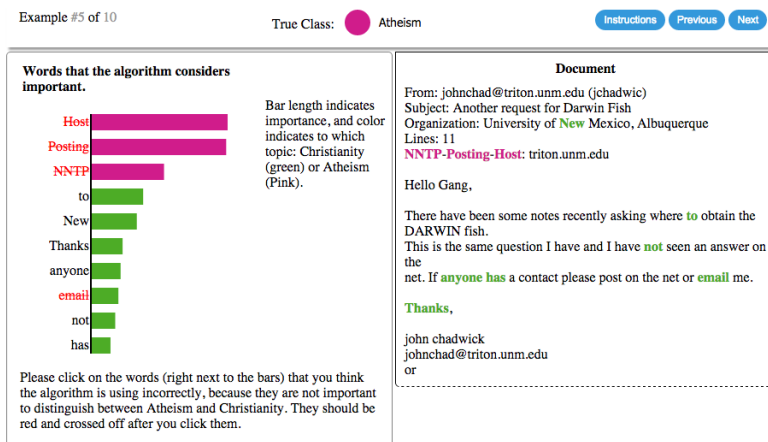 Example #5 of 10
True Class: Atheism
Instructions Previous Next
Words that the algorithm considers
important.
Bar length indicates
importance, and color
indicates to which
topic: Christianity
(green) or Atheism
(Pink).
Host
Posting
NNTP
to
New
Thanks
anyone
email
not
has
Please click on the words (right next to the bars) that you think
the algorithm is using incorrectly, because they are not important
to distinguish between Atheism and Christianity. They should be
red and crossed off after you click them.
Document
From: johnchad@triton.unm.edu (jchadwic)
Subject: Another request for Darwin Fish
Organization: University of New Mexico, Albuquerque
Lines: 11
NNTP-Posting-Host: triton.unm.edu
Hello Gang,
There have been some notes recently asking where to obtain the
DARWIN fish.
This is the same question I have and I have not seen an answer on
the
net. If anyone has a contact please post on the net or email me.
Thanks,
john chadwick
johnchad@triton.unm.edu
or